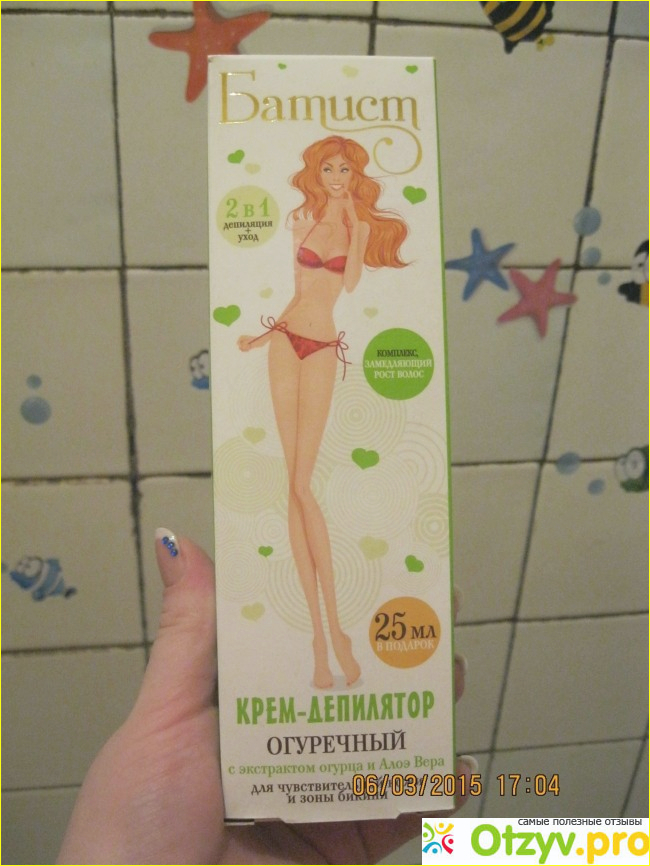 Батист
2 в 1
депиляция
+
уход
КОМПЛЕКС,
ЗАМЕДЛЯЮЩИЙ
РОСТ ВОЛОС
25 мл
В ПОДАРОК
КРЕМ-ДЕПИЛЯТОР
ОГУРЕЧНЫЙ
с экстрактом огурца и Алоэ Вера
для
и зоны бикини
06/03/2015 17:04
самые полезные отзывы
Otzyv.pro